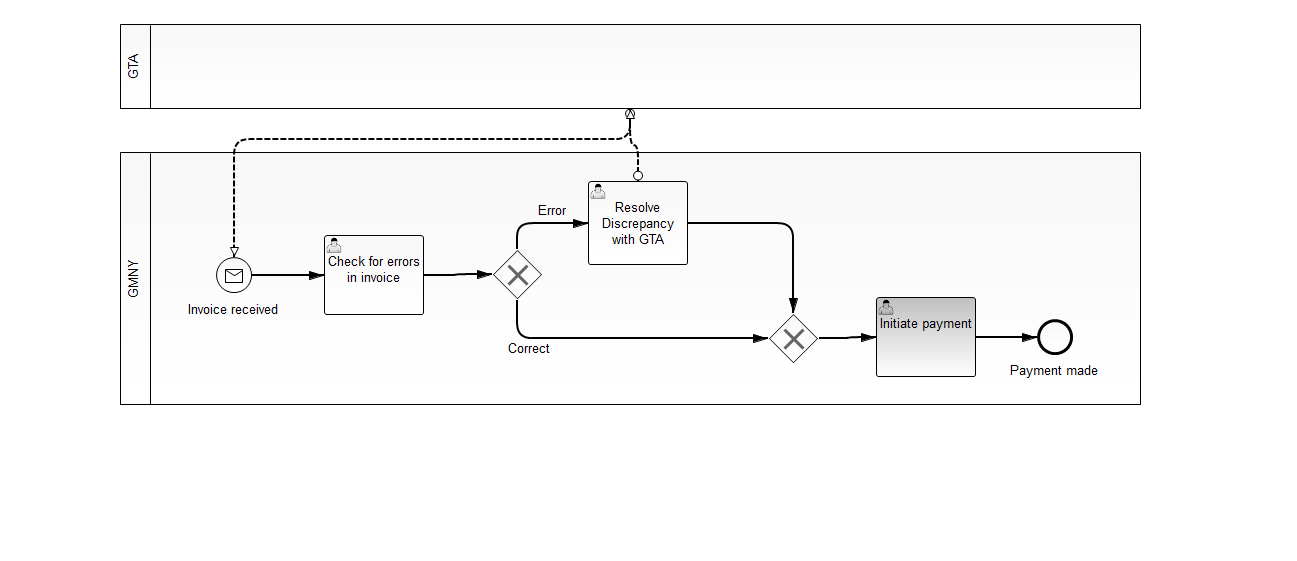 GTA
GMNY
Invoice received
Check for errors
in invoice
Error
Correct
Resolve
Discrepancy
with GTA
Initiate payment
Payment made